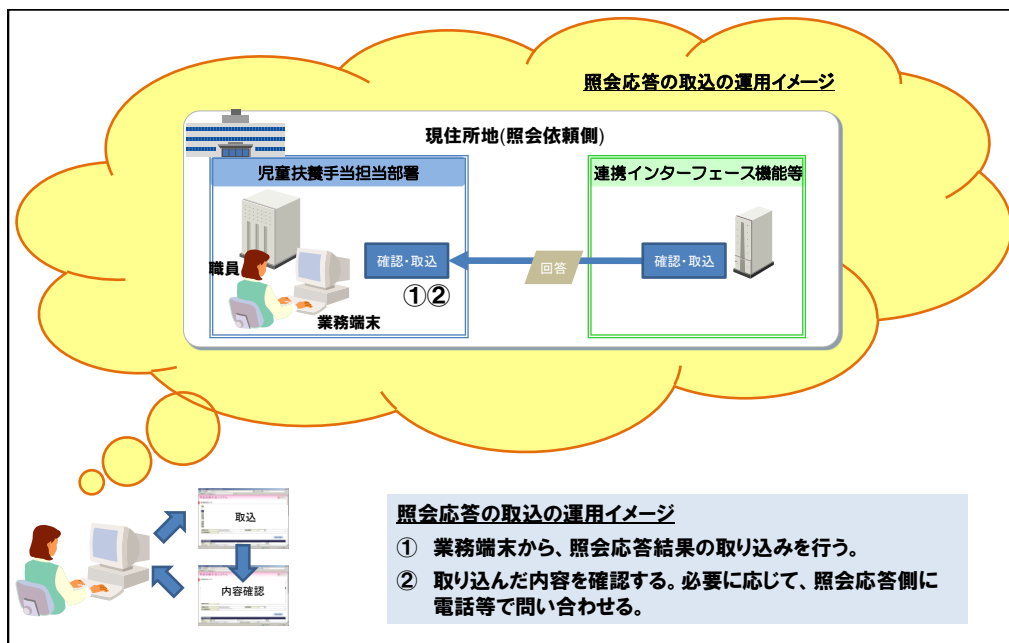 照会応答の取込の運用イメージ
現住所地(照会依頼側)
児童扶養手当担当部署
連携インターフェース機能等
職員
確認・取込
回答
確認・取込
①②
業務端末
取込
内容確認
照会応答の取込の運用イメージ
① 業務端末から、照会応答結果の取り込みを行う。
② 取り込んだ内容を確認する。必要に応じて、照会応答側に
電話等で問い合わせる。